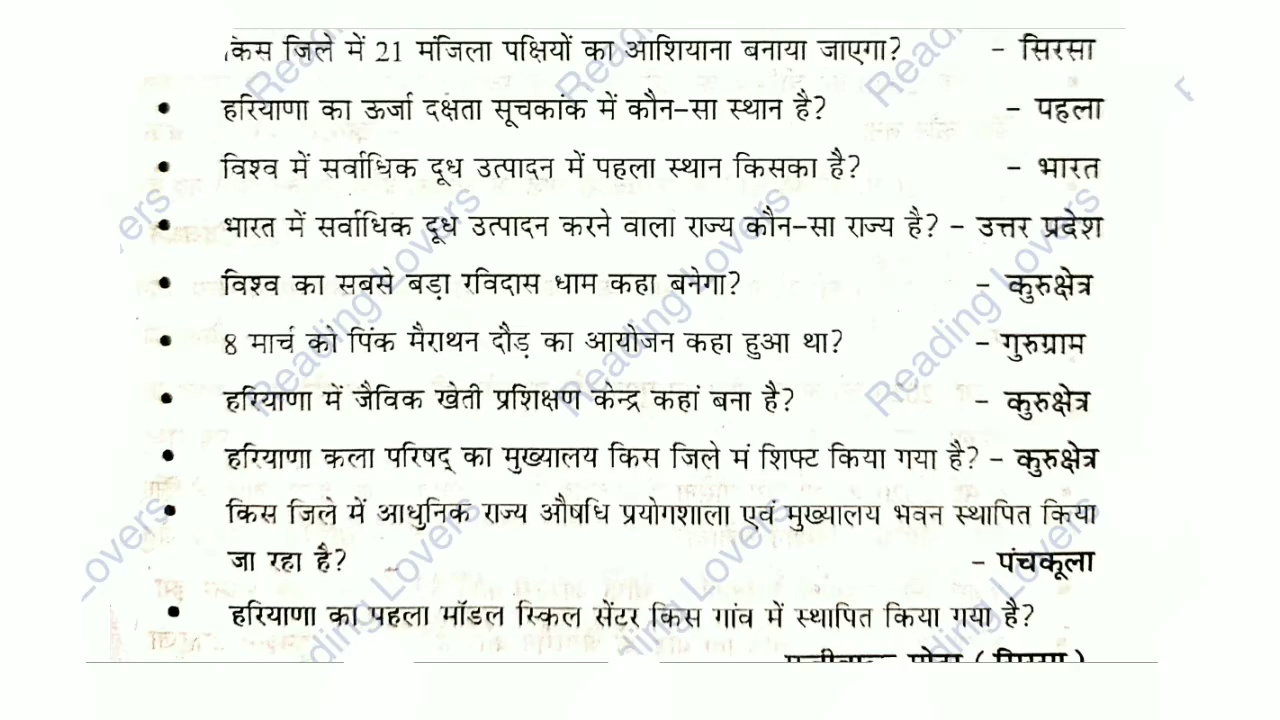 किस जिले में 21 मंजिला पक्षियों का आशियाना बनाया जाएगा? - सिरसा
• हरियाणा का ऊर्जा दक्षता सूचकांक में कौन-सा स्थान है? - पहला
• विश्व में सर्वाधिक दूध उत्पादन में पहला स्थान किसका है? - भारत
• भारत में सर्वाधिक दूध उत्पादन करने वाला राज्य कौन-सा राज्य है? - उत्तर प्रदेश
• विश्व का सबसे बड़ा रविदास धाम कहा बनेगा? - कुरुक्षेत्र
• 8 मार्च को पिंक मैराथन दौड़ का आयोजन कहा हुआ था? - गुरुग्राम
• हरियाणा में जैविक खेती प्रशिक्षण केन्द्र कहां बना है? - कुरुक्षेत्र
• हरियाणा कला परिषद् का मुख्यालय किस जिले मं शिफ्ट किया गया है? - कुरुक्षेत्र
• किस जिले में आधुनिक राज्य औषधि प्रयोगशाला एवं मुख्यालय भवन स्थापित किया
जा रहा है? - पंचकूला
• हरियाणा का पहला मॉडल स्किल सेंटर किस गांव में स्थापित किया गया है?
Reading Lovers